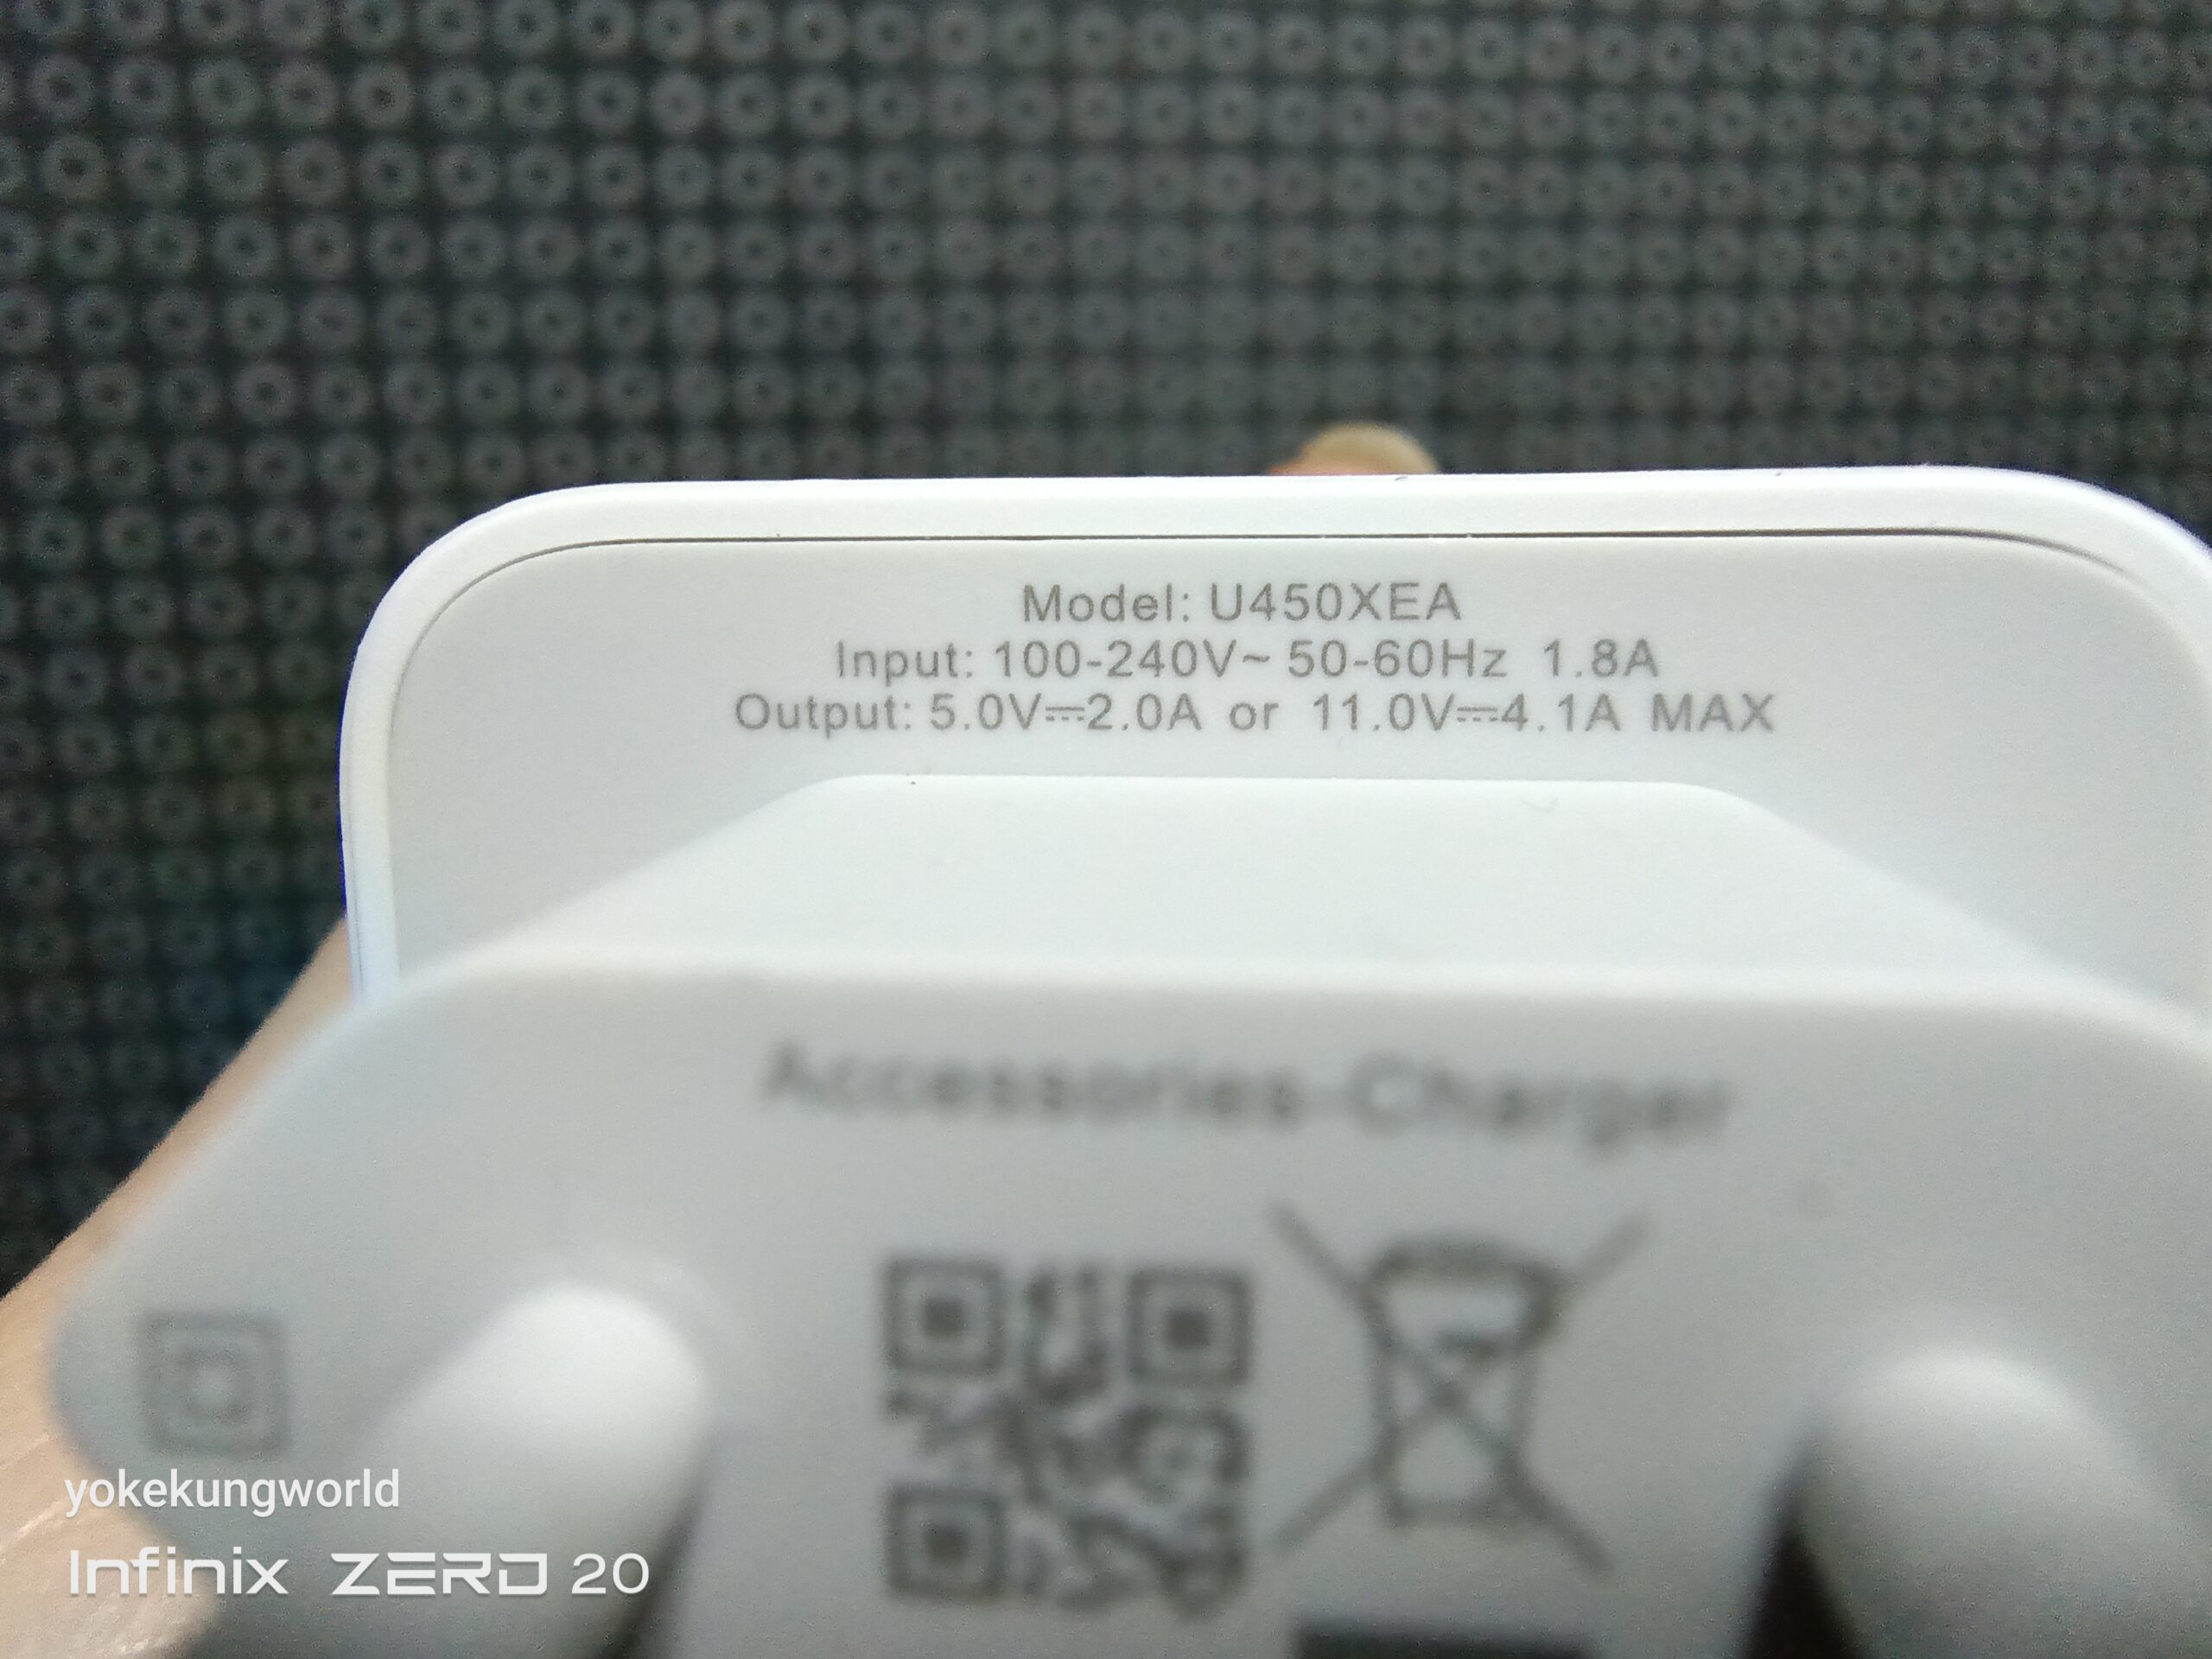 Model: U450XEA
Input: 100-240V~ 50-60Hz 1.8A
Output: 5.0V⎓2.0A or 11.0V⎓4.1A MAX
Accessories-Charger
yokekungworld
Infinix ZERO 20